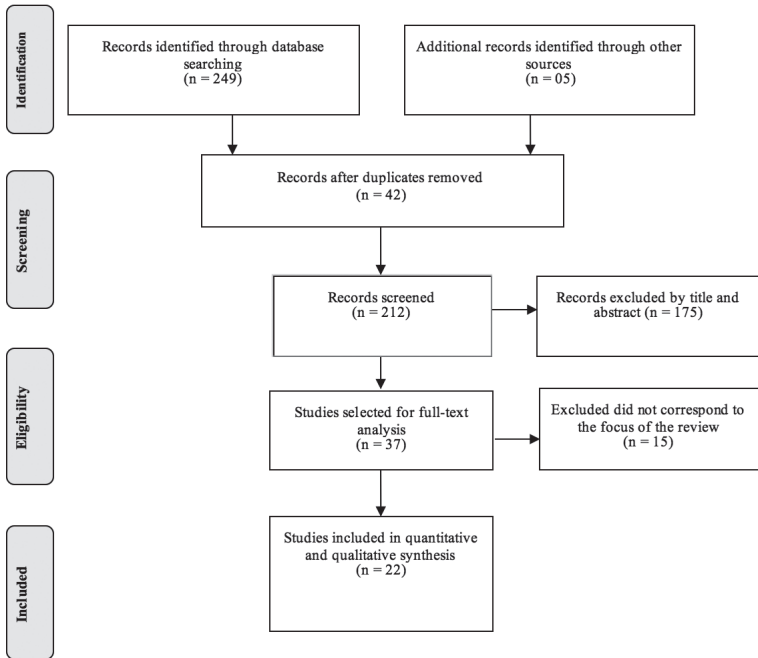 Identification
Records identified through database
searching
(n = 249)
Additional records identified through other
sources
(n = 05)
Screening
Records after duplicates removed
(n = 42)
Records screened
(n = 212)
Records excluded by title and
abstract (n = 175)
Eligibility
Studies selected for full-text
analysis
(n = 37)
Excluded did not correspond to
the focus of the review
(n = 15)
Included
Studies included in quantitative
and qualitative synthesis
(n = 22)